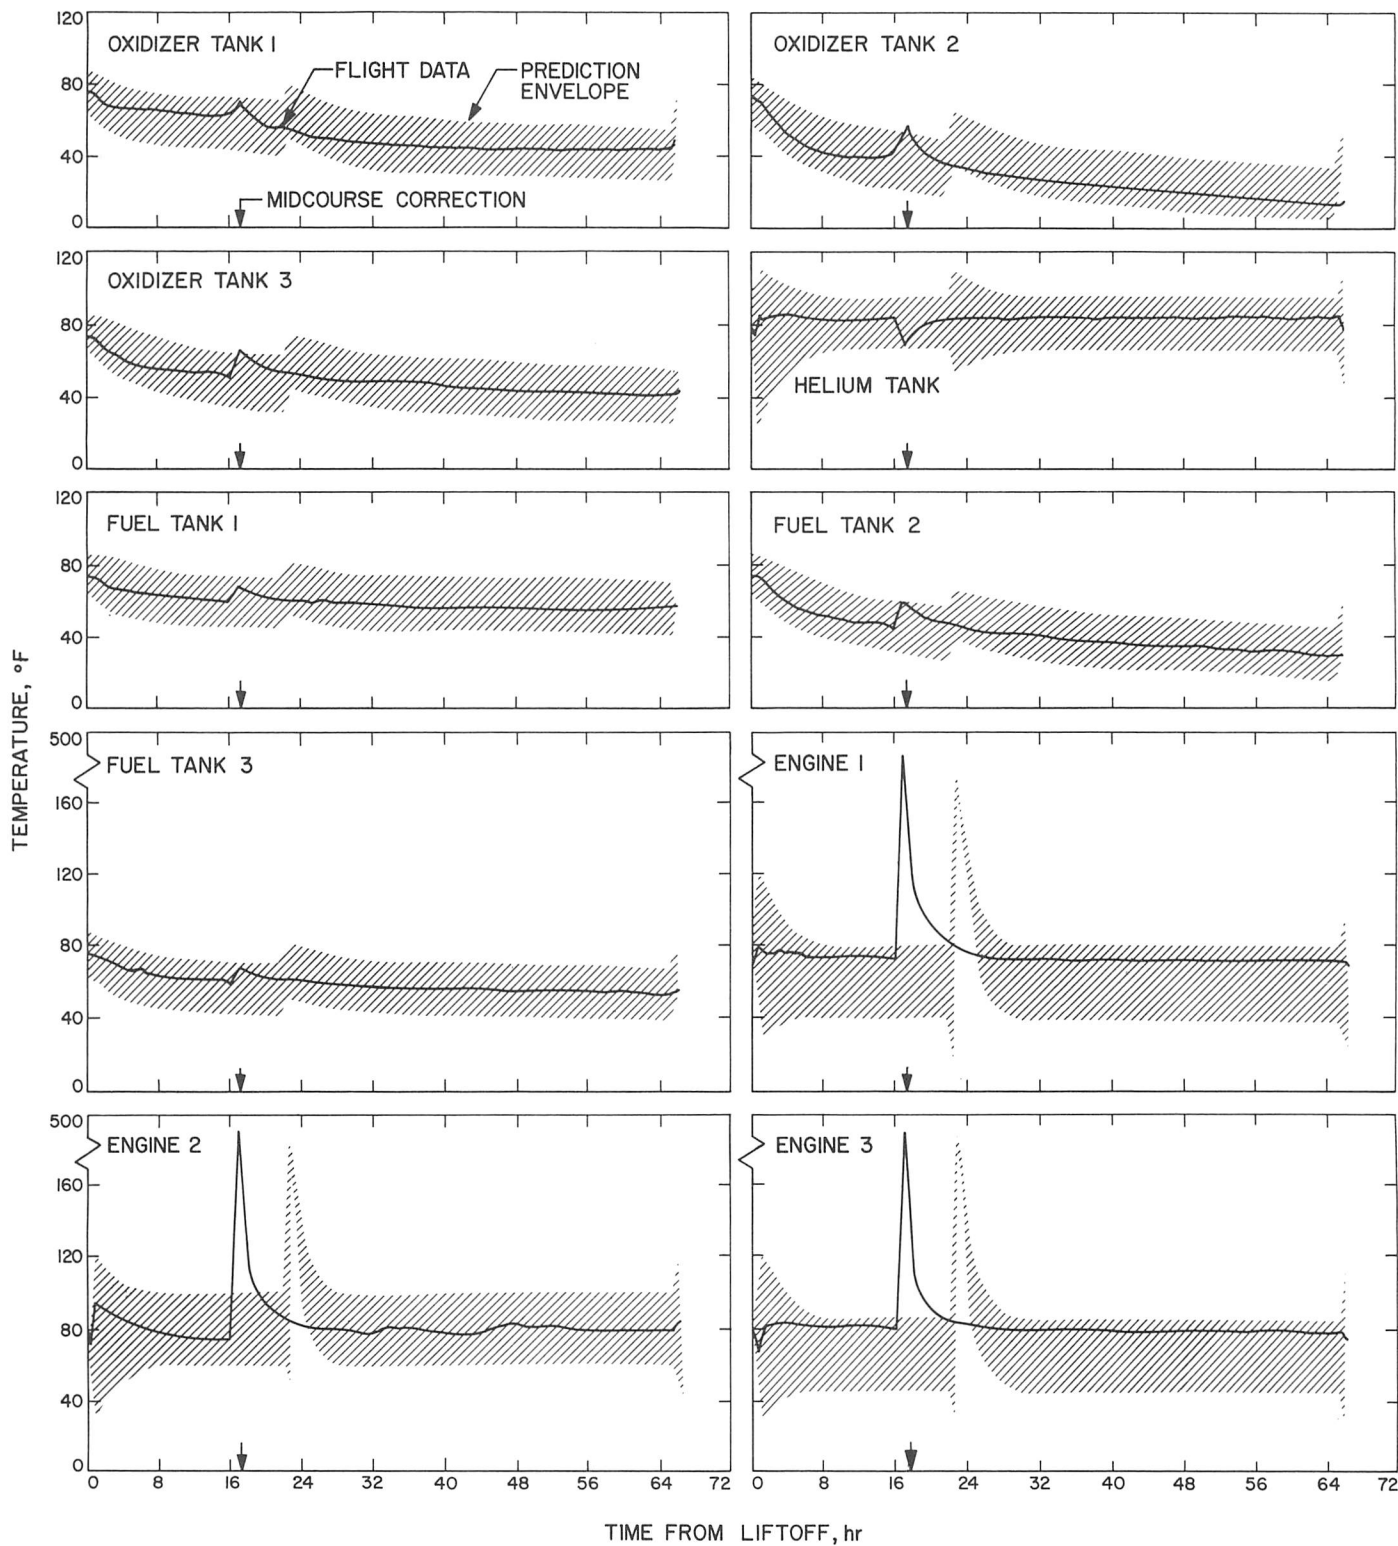 OXIDIZER TANK 1
FLIGHT DATA
PREDICTION
ENVELOPE
MIDCOURSE CORRECTION
120
80
40
0
OXIDIZER TANK 2
OXIDIZER TANK 3
120
80
40
0
HELIUM TANK
FUEL TANK 1
120
80
40
0
FUEL TANK 2
TEMPERATURE, °F
FUEL TANK 3
500
160
120
80
40
0
ENGINE 1
ENGINE 2
500
160
120
80
40
0
0 8 16 24 32 40 48 56 64 72
ENGINE 3
0 8 16 24 32 40 48 56 64 72
TIME FROM LIFTOFF, hr